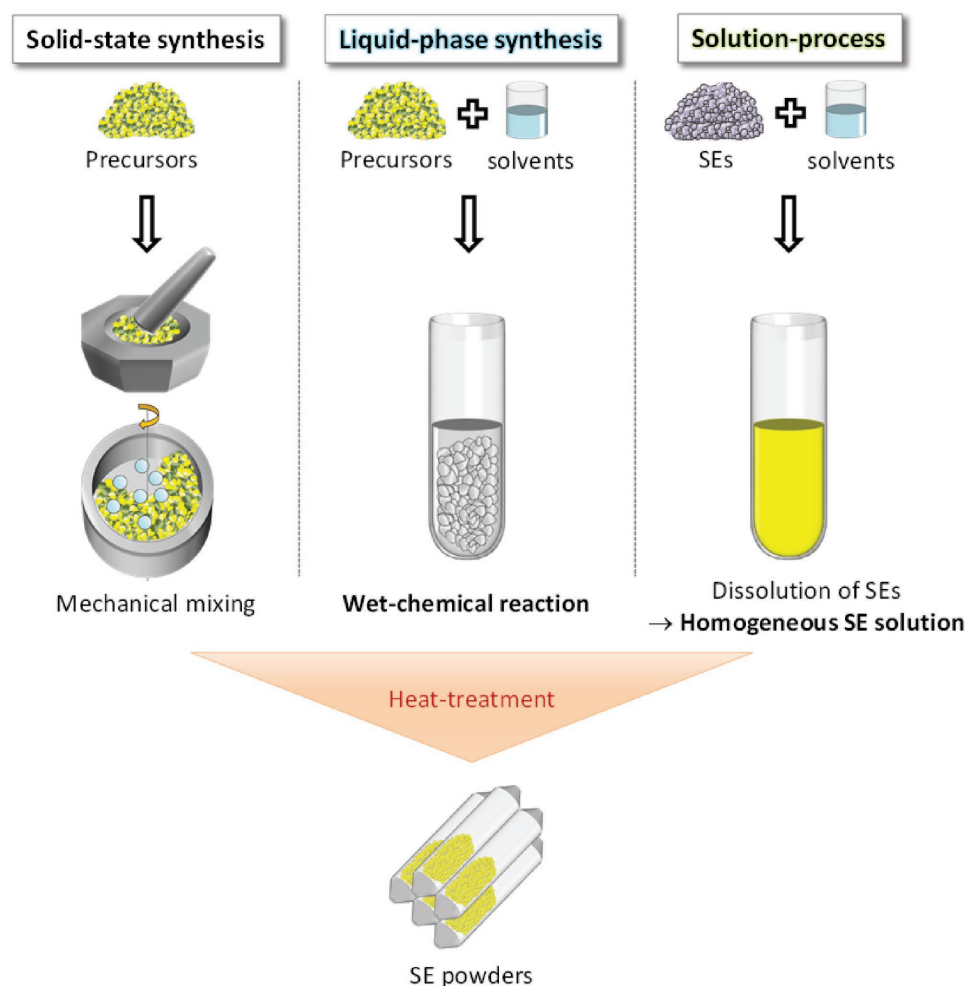 Solid-state synthesis
Precursors
Mechanical mixing
Liquid-phase synthesis
Precursors
solvents
Wet-chemical reaction
Solution-process
SEs
solvents
Dissolution of SEs
→ Homogeneous SE solution
Heat-treatment
SE powders